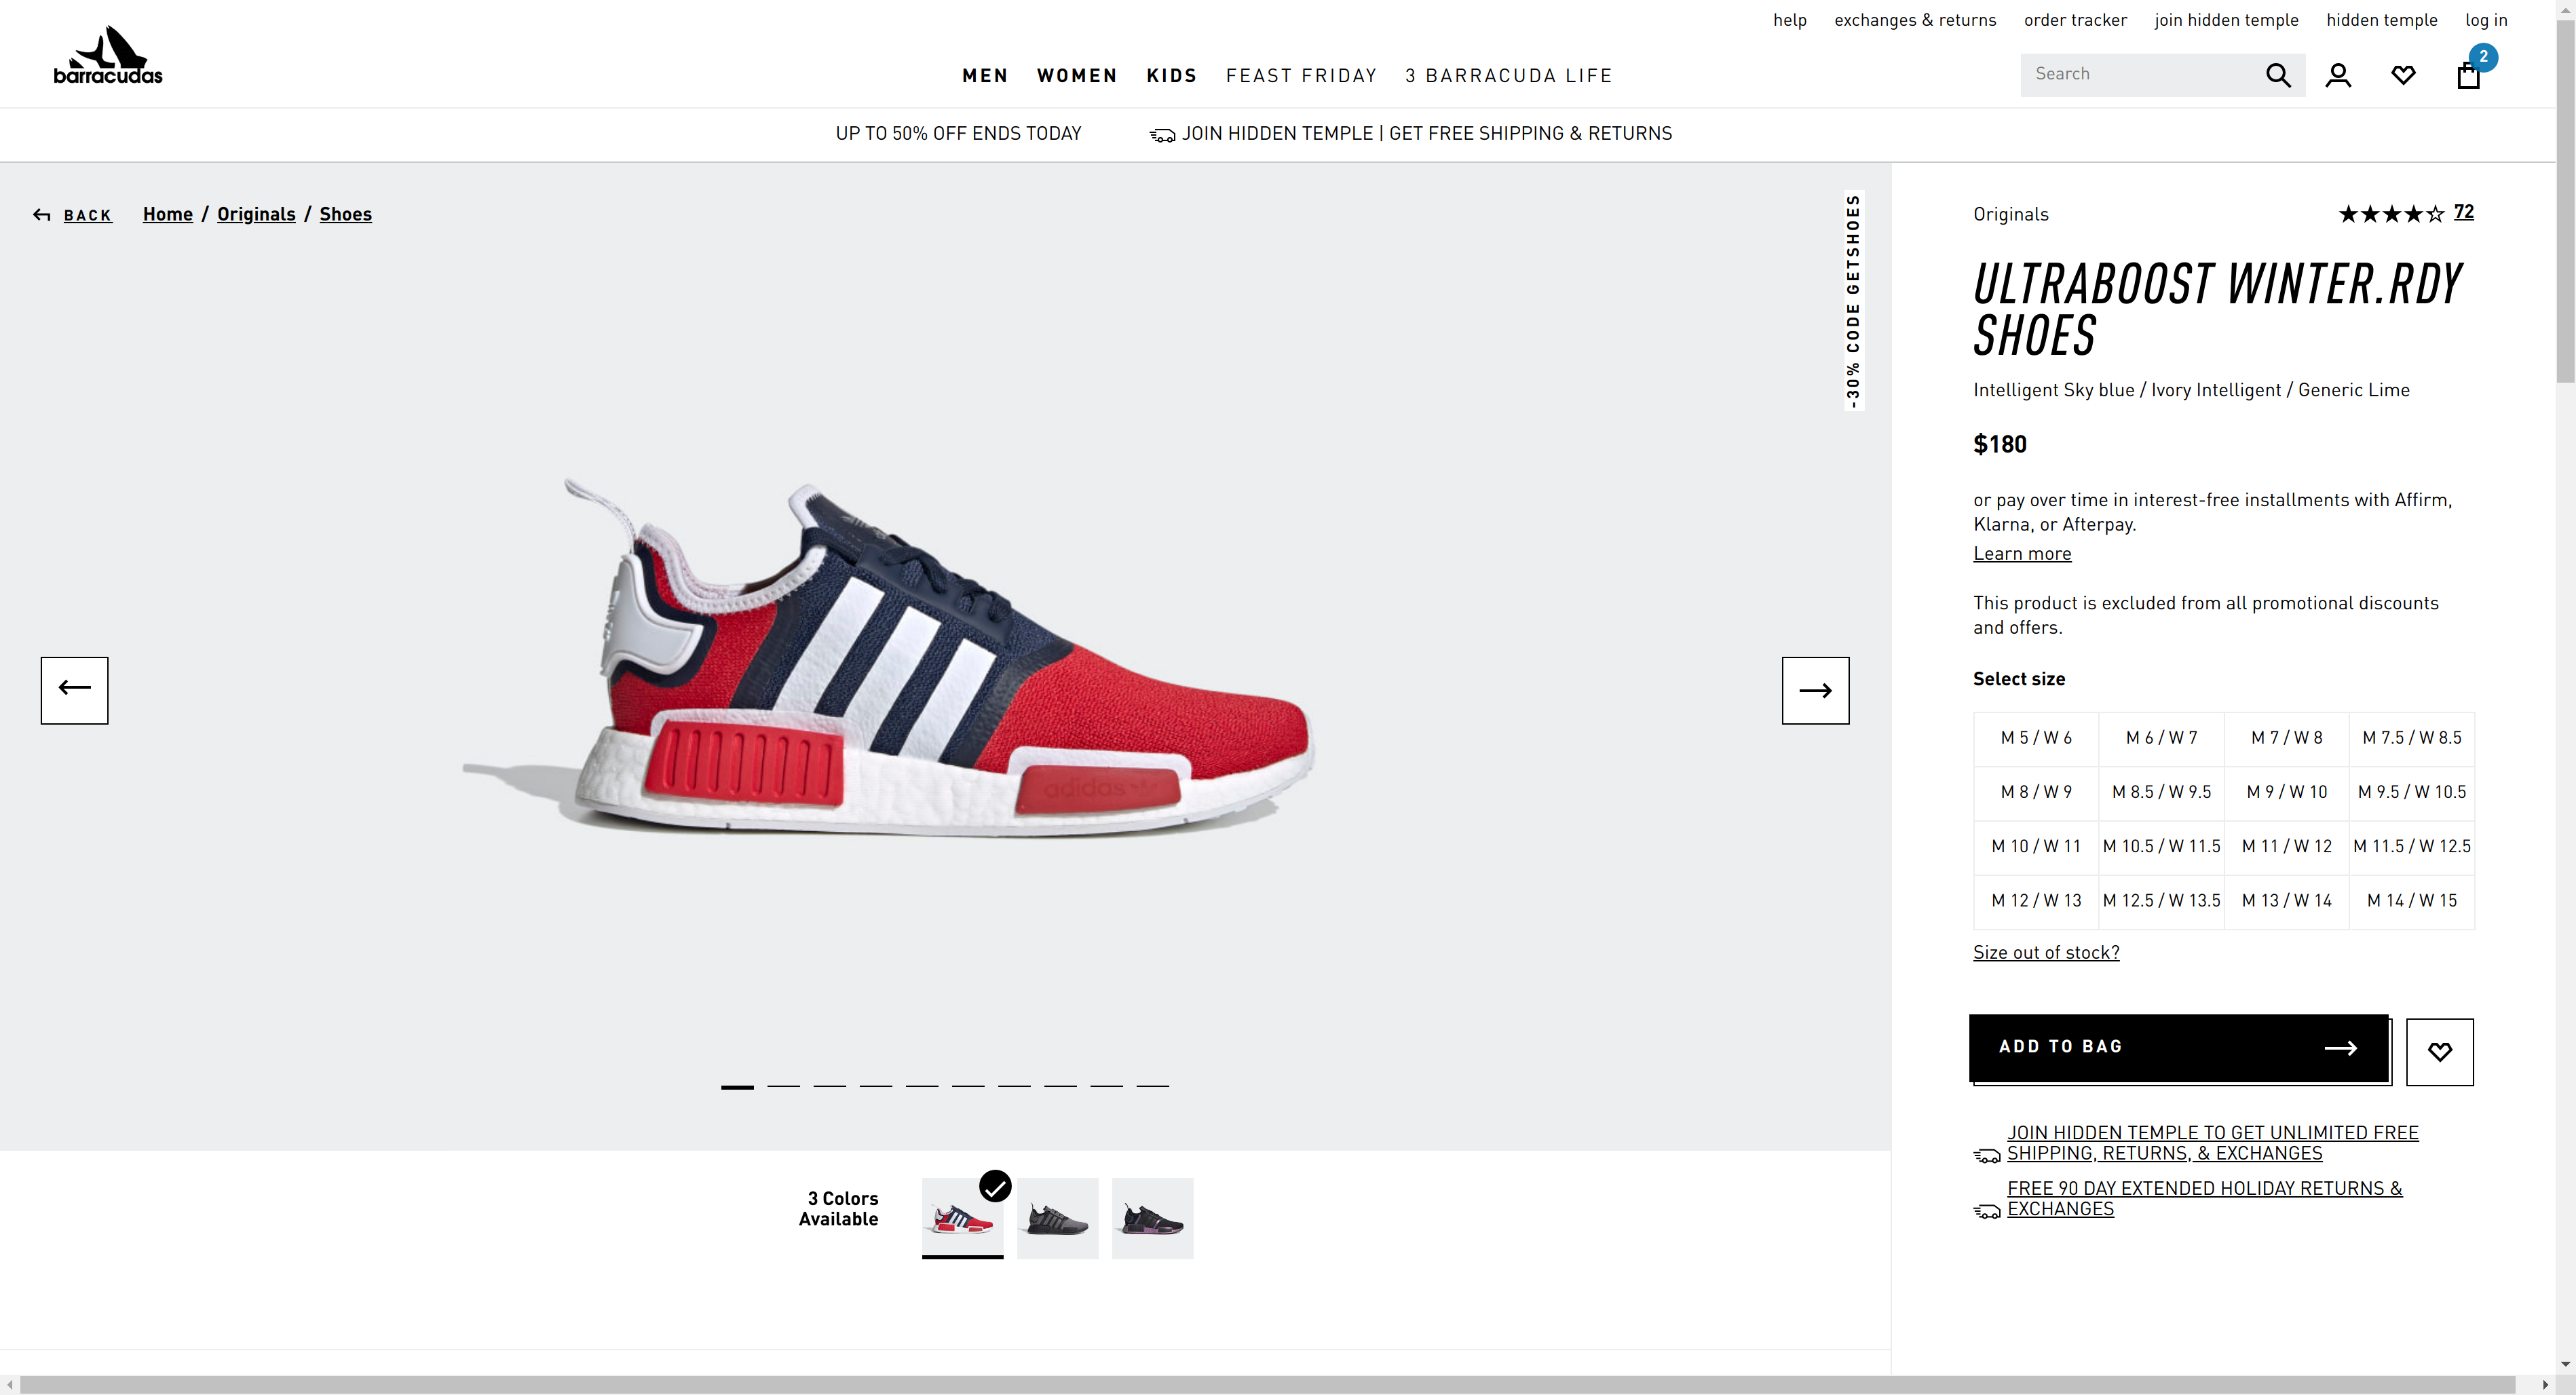 help exchanges & returns order tracker join hidden temple hidden temple log in
barracudas
MEN WOMEN KIDS FEAST FRIDAY 3 BARRACUDA LIFE
Search
2
UP TO 50% OFF ENDS TODAY
JOIN HIDDEN TEMPLE | GET FREE SHIPPING & RETURNS
BACK
Home / Originals / Shoes
-30% CODE GETSHOES
adidas
3 Colors
Available
Originals
72
ULTRABOOST WINTER.RDY
SHOES
Intelligent Sky blue / Ivory Intelligent / Generic Lime
$180
or pay over time in interest-free installments with Affirm,
Klarna, or Afterpay.
Learn more
This product is excluded from all promotional discounts
and offers.
Select size
M 5 / W 6 M 6 / W 7 M 7 / W 8 M 7.5 / W 8.5
M 8 / W 9 M 8.5 / W 9.5 M 9 / W 10 M 9.5 / W 10.5
M 10 / W 11 M 10.5 / W 11.5 M 11 / W 12 M 11.5 / W 12.5
M 12 / W 13 M 12.5 / W 13.5 M 13 / W 14 M 14 / W 15
Size out of stock?
ADD TO BAG
JOIN HIDDEN TEMPLE TO GET UNLIMITED FREE
SHIPPING, RETURNS, & EXCHANGES
FREE 90 DAY EXTENDED HOLIDAY RETURNS &
EXCHANGES